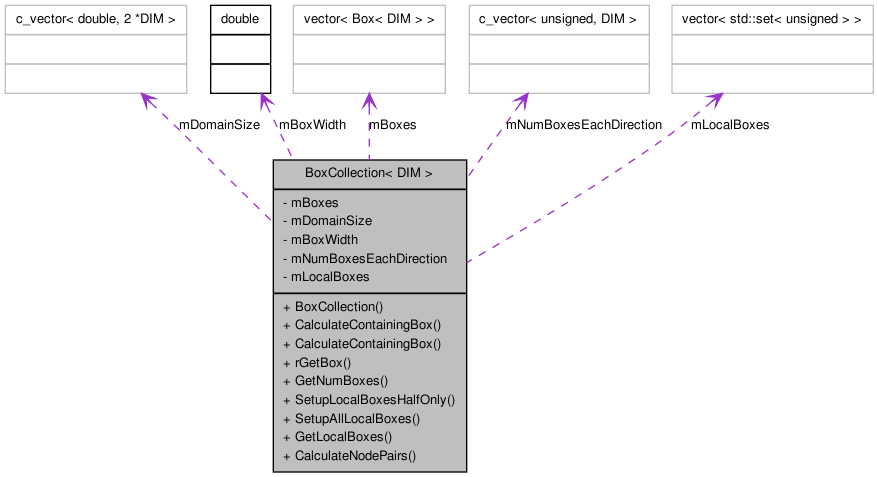 c_vector< double, 2 *DIM >
double
vector< Box< DIM > >
c_vector< unsigned, DIM >
vector< std::set< unsigned > >
mDomainSize
mBoxWidth
mBoxes
mNumBoxesEachDirection
mLocalBoxes
BoxCollection< DIM >
- mBoxes
- mDomainSize
- mBoxWidth
- mNumBoxesEachDirection
- mLocalBoxes
+ BoxCollection()
+ CalculateContainingBox()
+ CalculateContainingBox()
+ rGetBox()
+ GetNumBoxes()
+ SetupLocalBoxesHalfOnly()
+ SetupAllLocalBoxes()
+ GetLocalBoxes()
+ CalculateNodePairs()